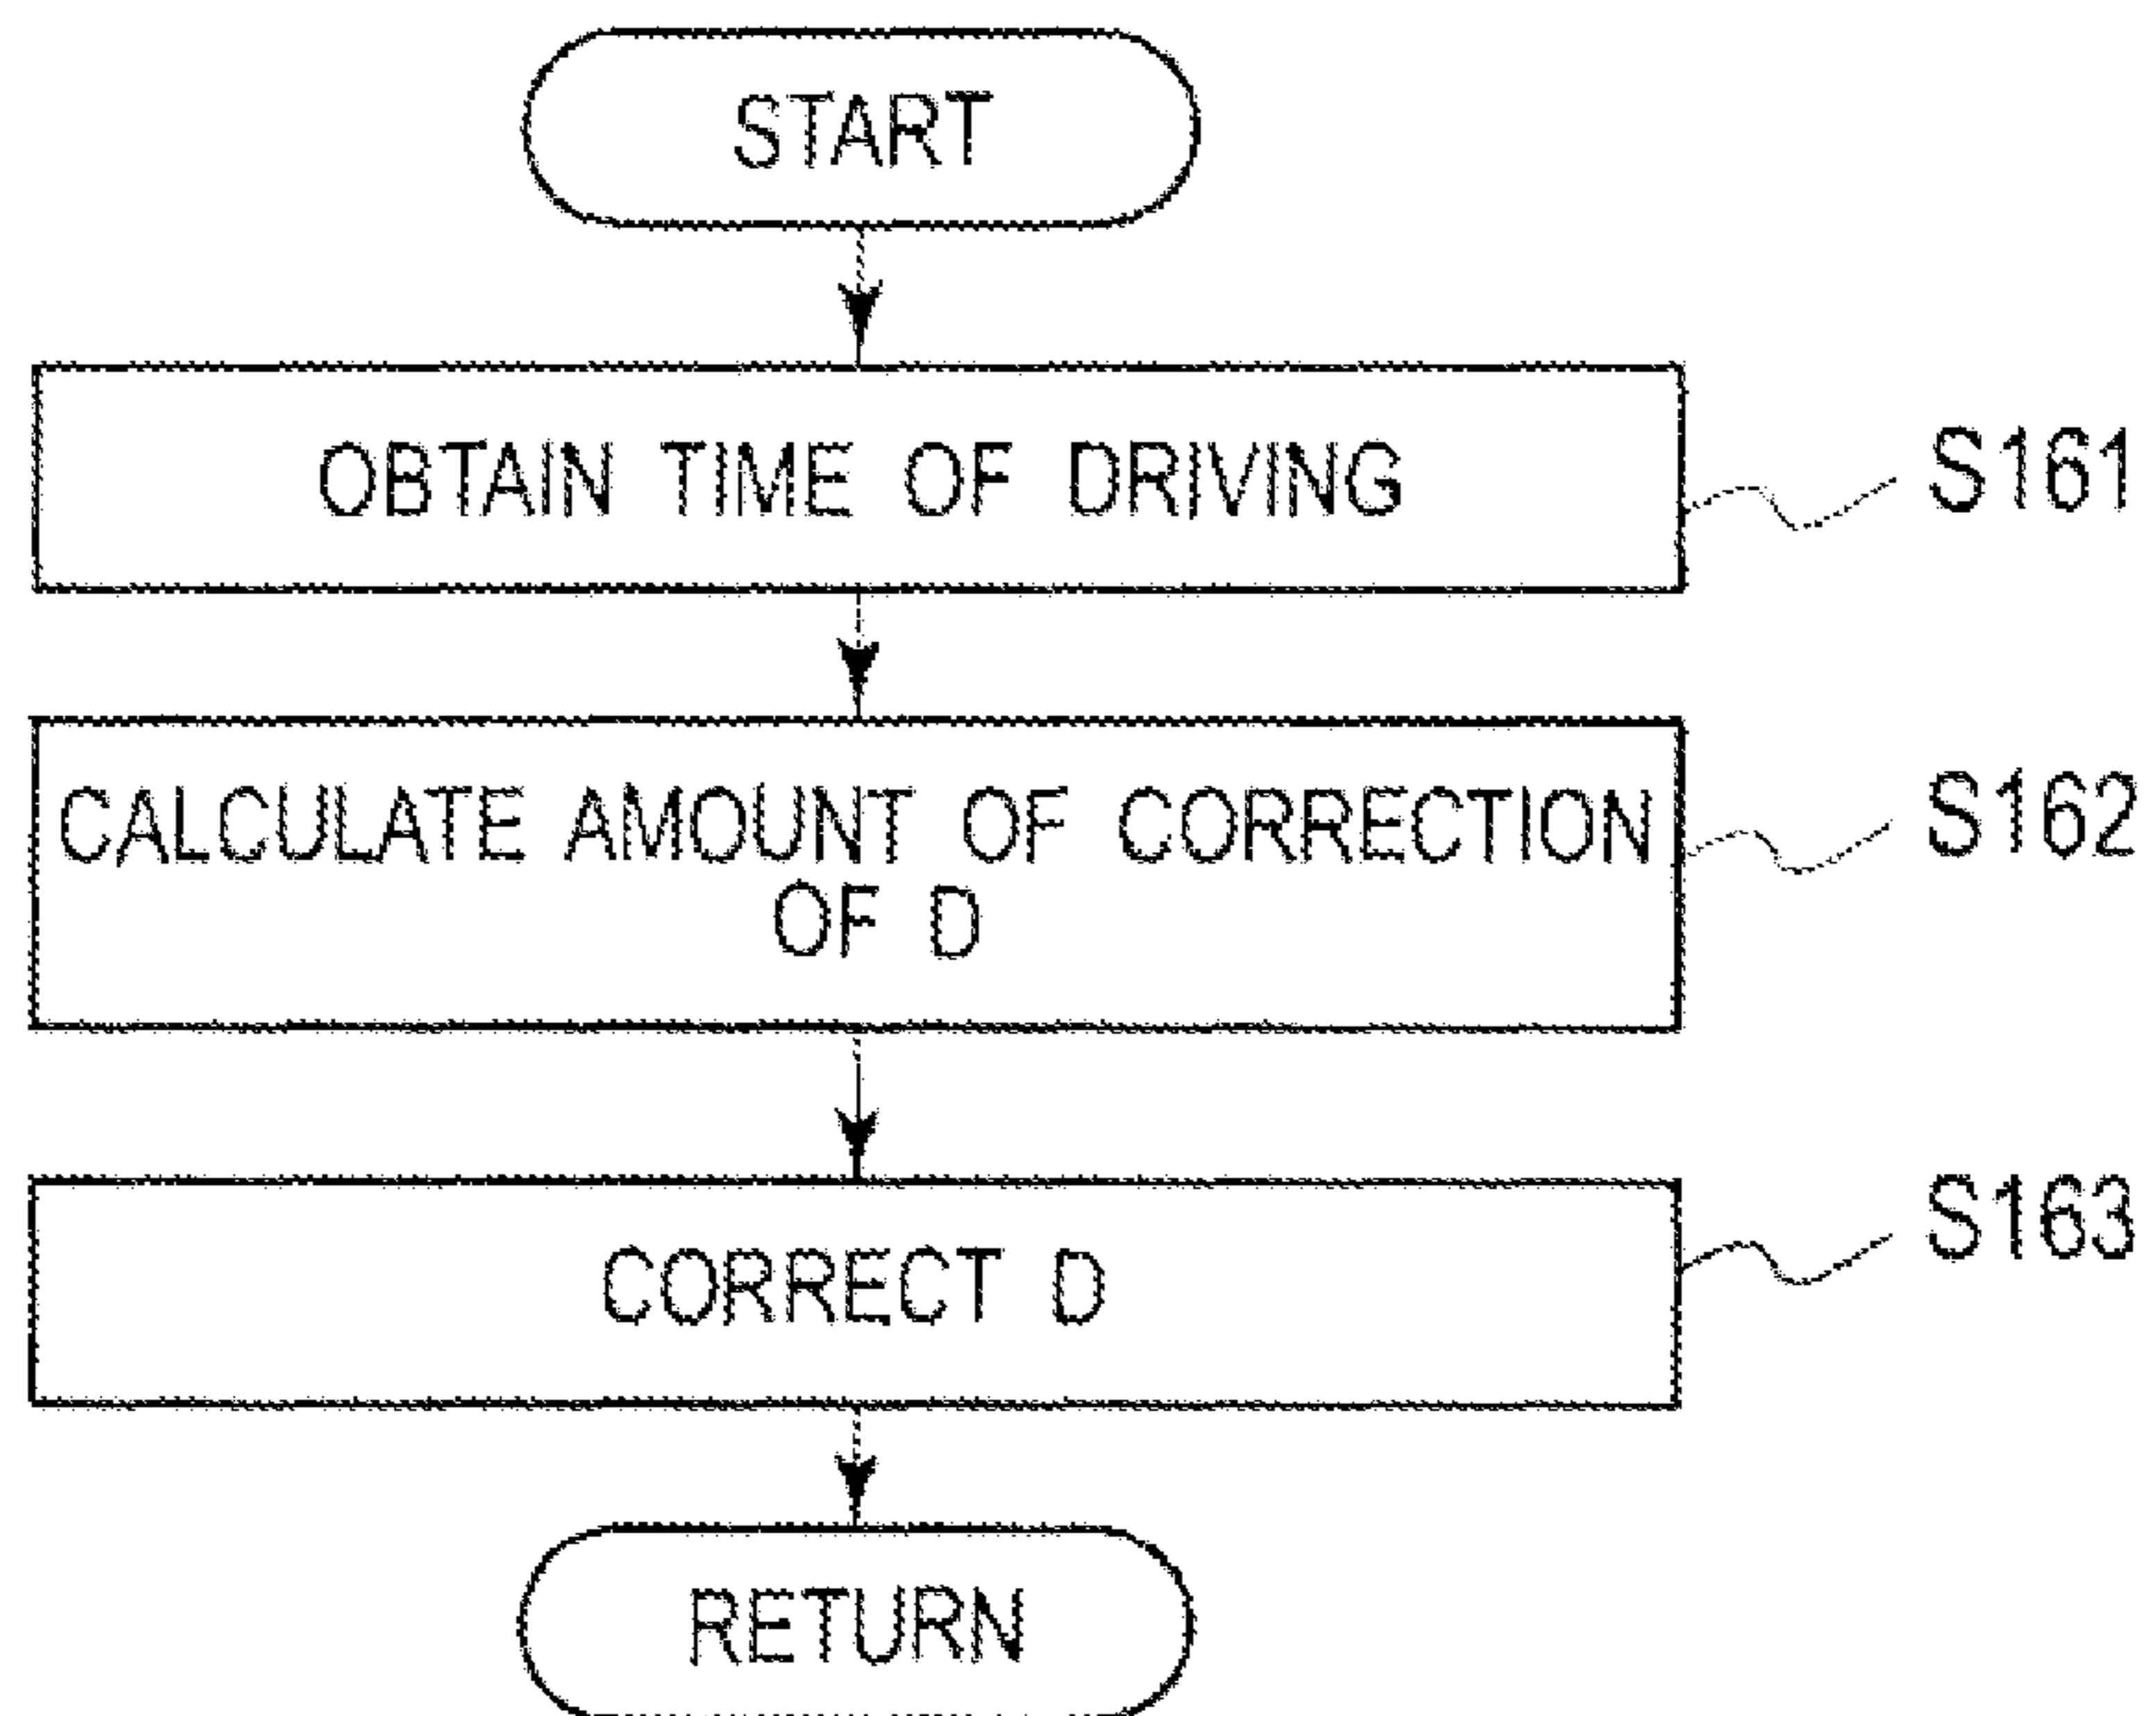 START
OBTAIN TIME OF DRIVING
S161
CALCULATE AMOUNT OF CORRECTION
OF D
S162
CORRECT D
S163
RETURN